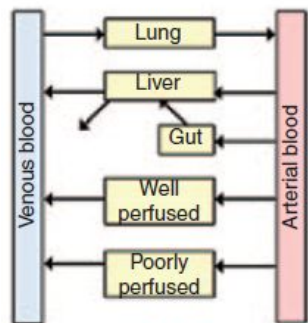 Lung
Liver
Gut
Well
perfused
Poorly
perfused
Venous blood
Arterial blood